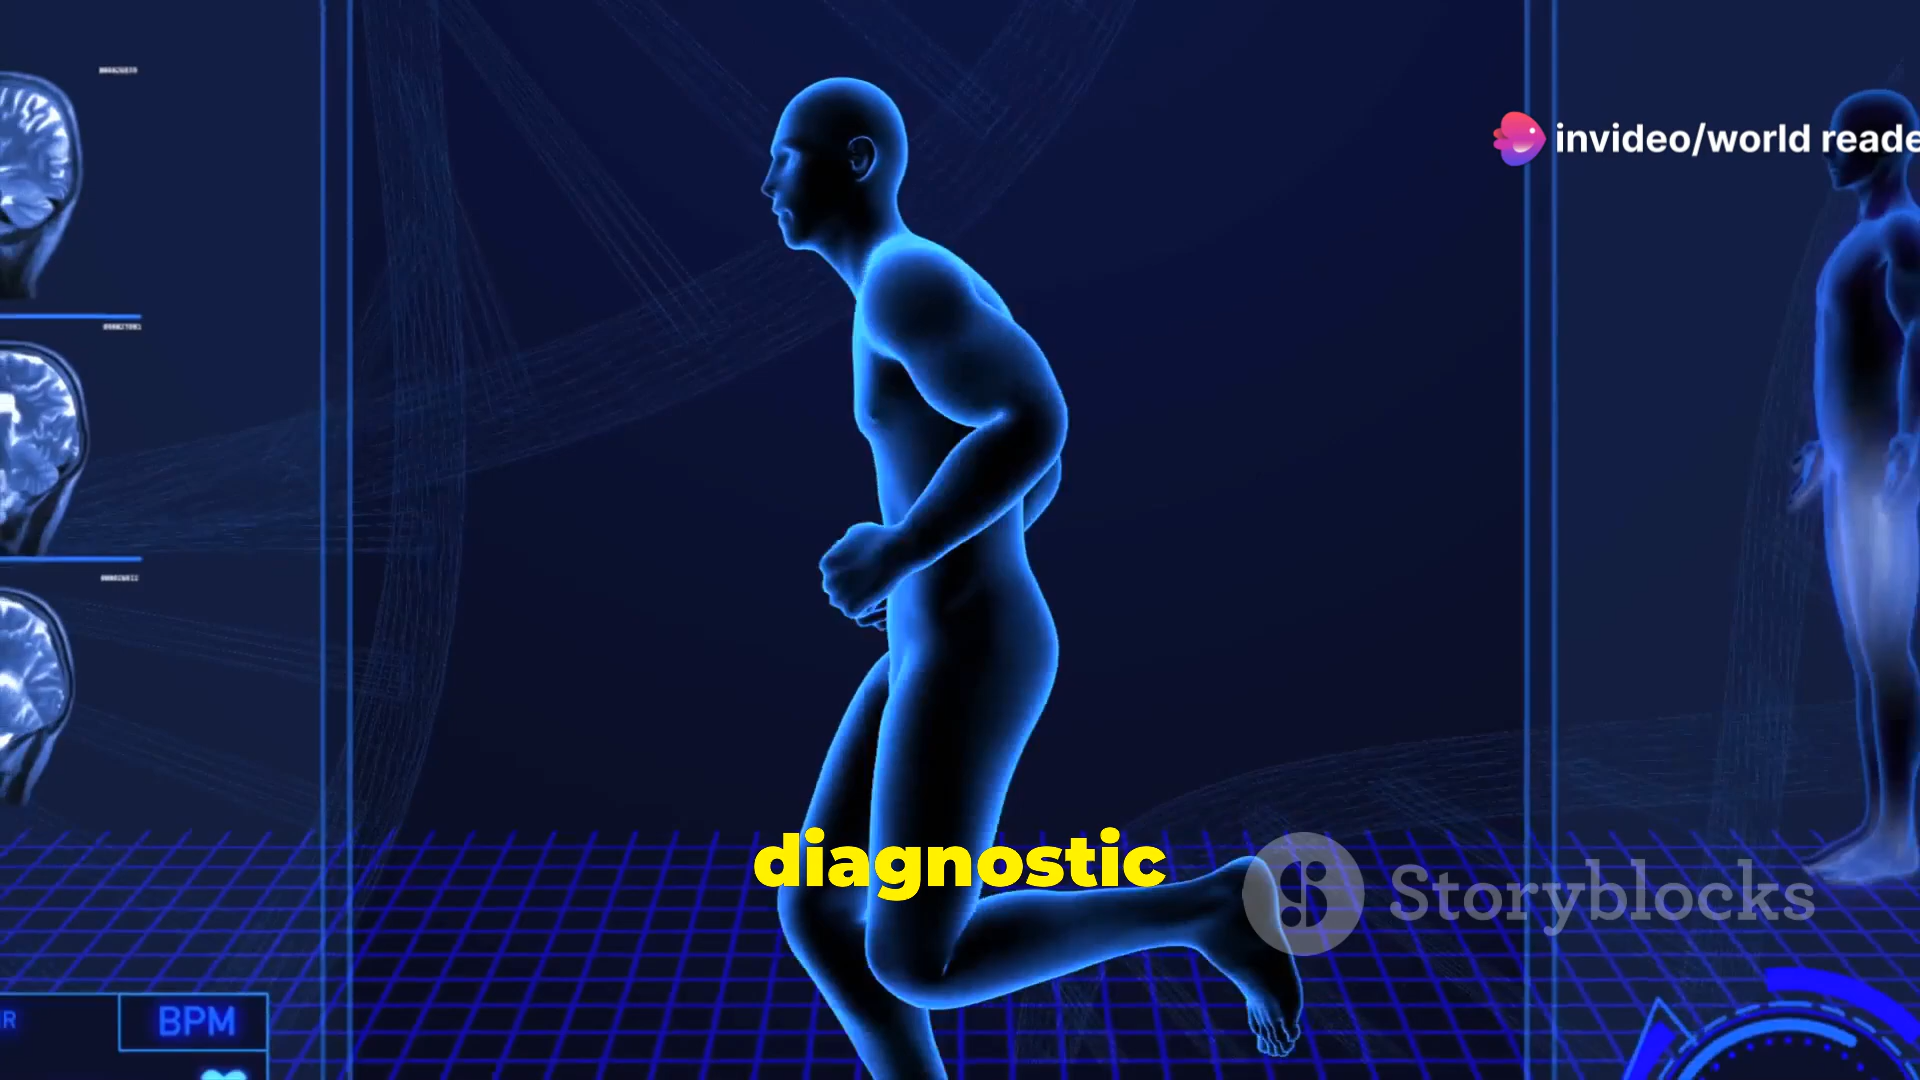 invideo/world reade
diagnostic
Storyblocks
BPM